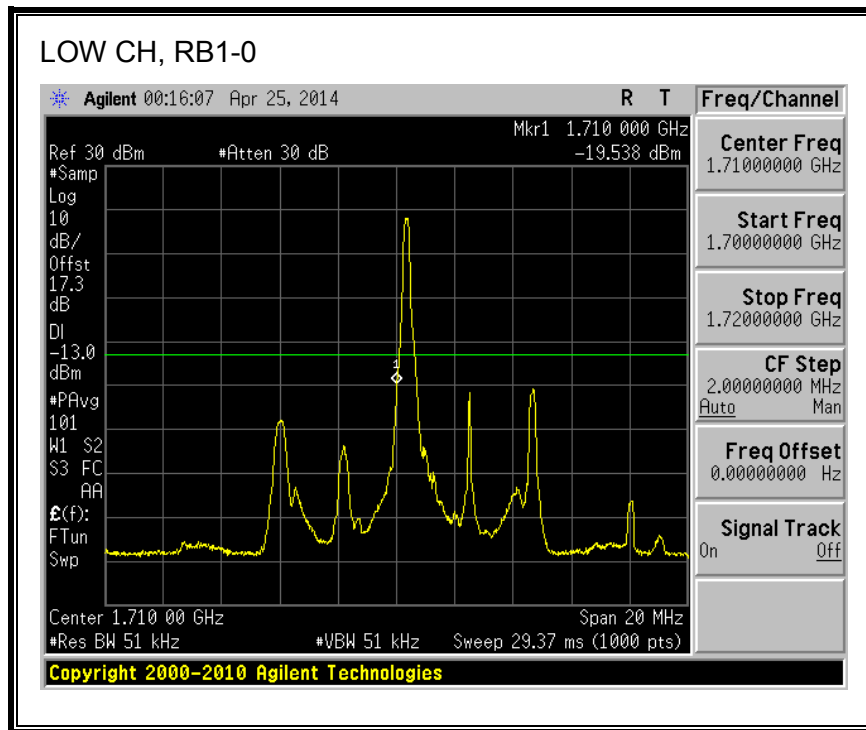 LOW CH, RB1-0
Agilent 00:16:07 Apr 25, 2014 R T
Freq/Channel
Mkr1 1.710 000 GHz
Ref 30 dBm #Atten 30 dB -19.538 dBm
#Samp
Log
10
dB/
Offst
17.3
dB
DI
-13.0
dBm
#PAvg
101
W1 S2
S3 FC
AA
£(f):
FTun
Swp
1
Center 1.710 00 GHz Span 20 MHz
#Res BW 51 kHz #VBW 51 kHz Sweep 29.37 ms (1000 pts)
Center Freq
1.71000000 GHz
Start Freq
1.70000000 GHz
Stop Freq
1.72000000 GHz
CF Step
2.00000000 MHz
Auto Man
Freq Offset
0.00000000 Hz
Signal Track
On Off
Copyright 2000-2010 Agilent Technologies